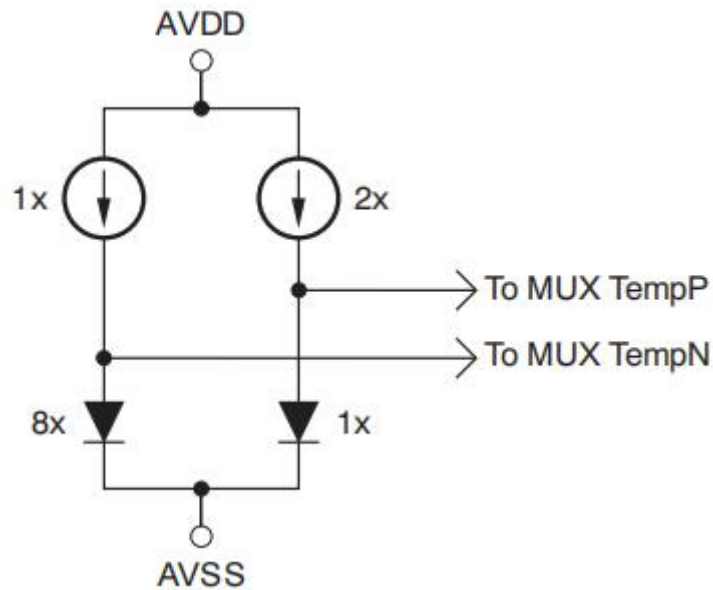 AVDD
1x
2x
To MUX TempP
To MUX TempN
8x
1x
AVSS